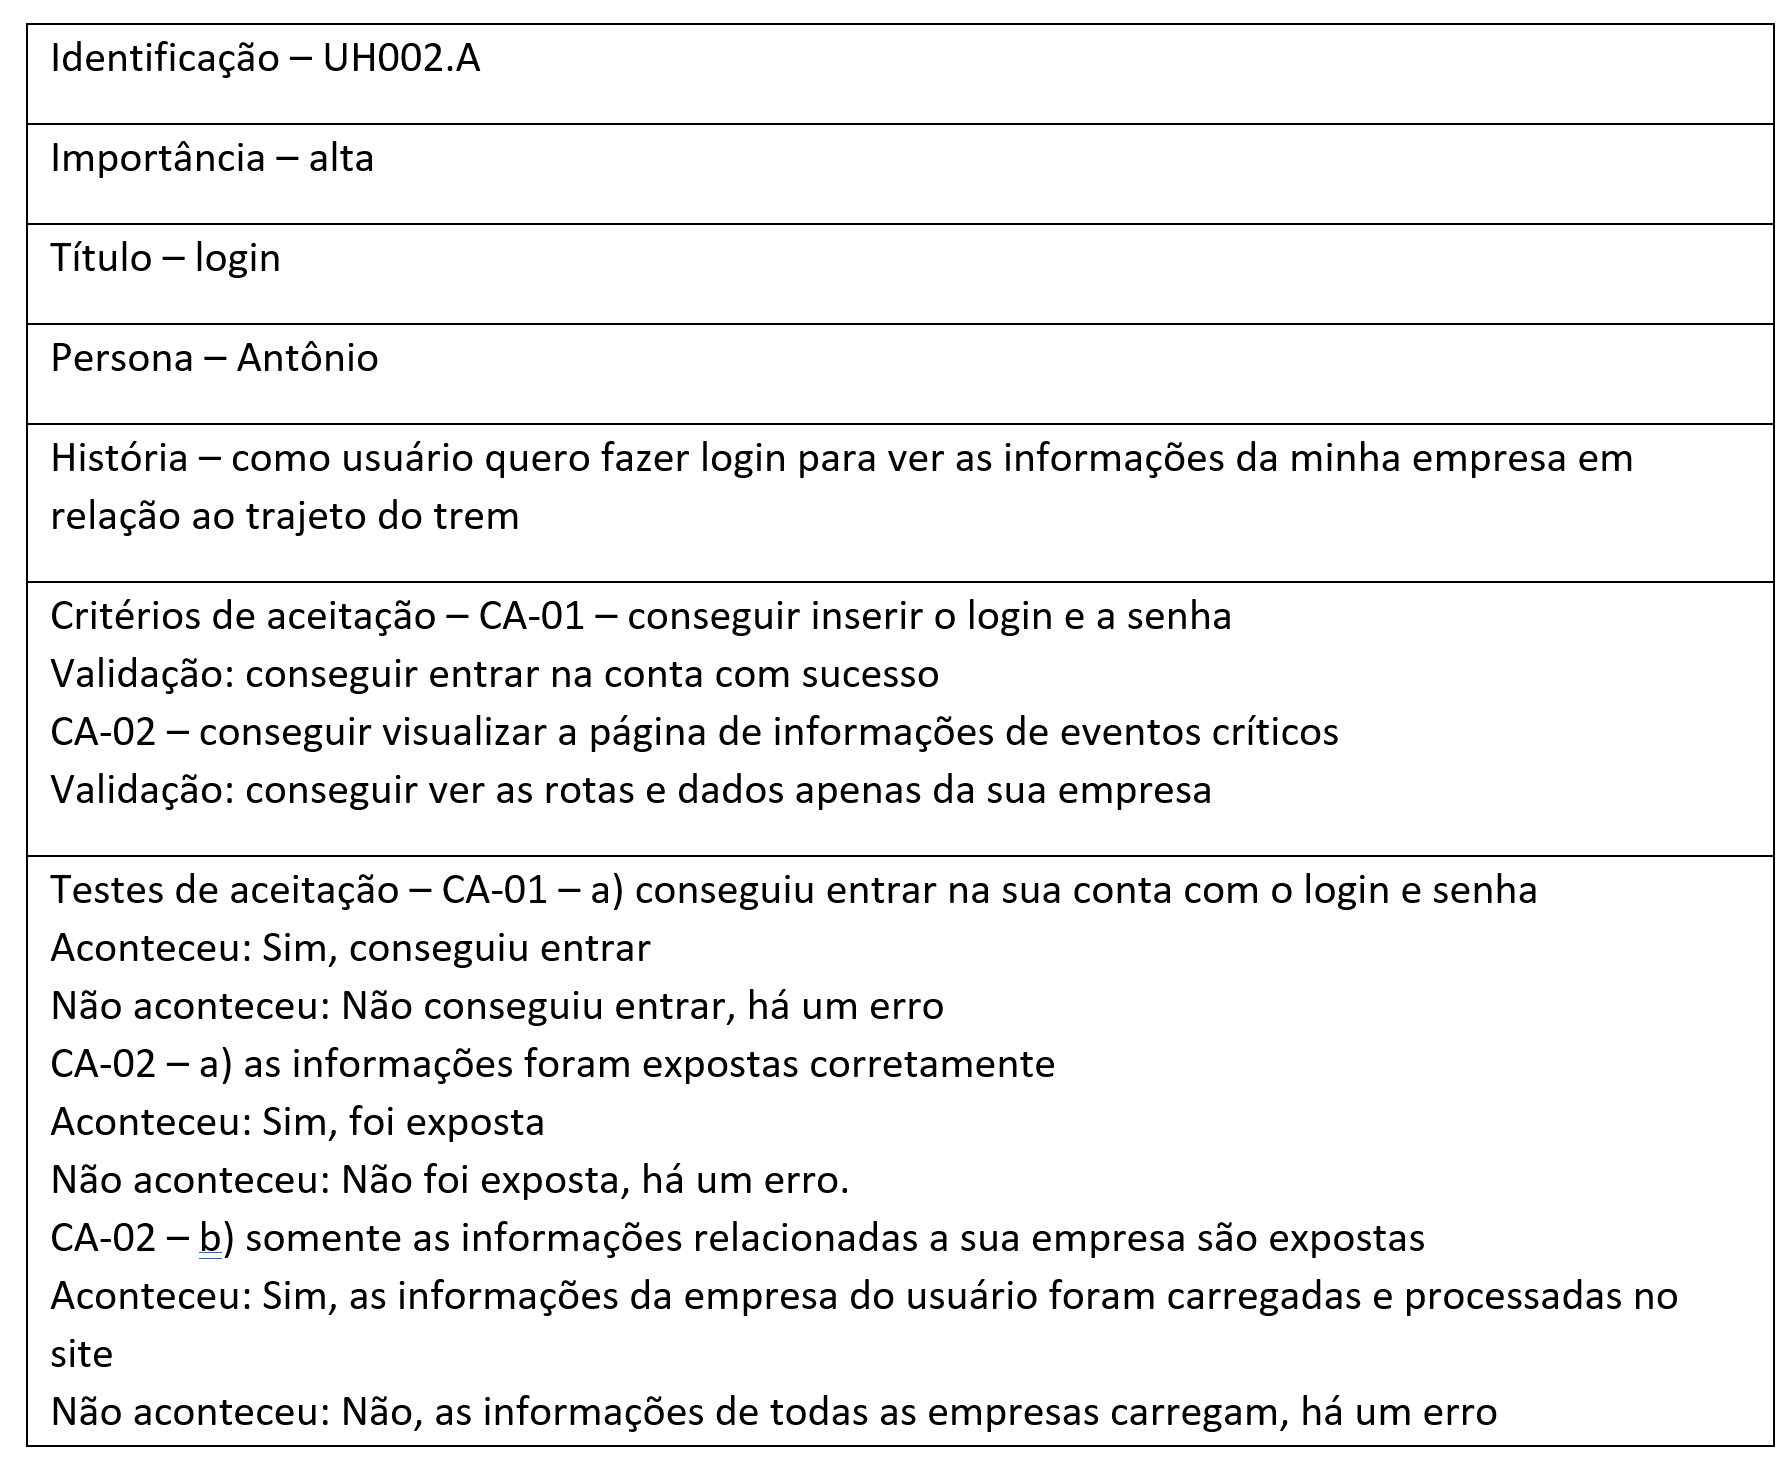 Identificação – UH002.A
Importância – alta
Título – login
Persona – Antônio
História – como usuário quero fazer login para ver as informações da minha empresa em
relação ao trajeto do trem
Critérios de aceitação – CA-01 – conseguir inserir o login e a senha
Validação: conseguir entrar na conta com sucesso
CA-02 – conseguir visualizar a página de informações de eventos críticos
Validação: conseguir ver as rotas e dados apenas da sua empresa
Testes de aceitação – CA-01 – a) conseguiu entrar na sua conta com o login e senha
Aconteceu: Sim, conseguiu entrar
Não aconteceu: Não conseguiu entrar, há um erro
CA-02 – a) as informações foram expostas corretamente
Aconteceu: Sim, foi exposta
Não aconteceu: Não foi exposta, há um erro.
CA-02 – b) somente as informações relacionadas a sua empresa são expostas
Aconteceu: Sim, as informações da empresa do usuário foram carregadas e processadas no
site
Não aconteceu: Não, as informações de todas as empresas carregam, há um erro